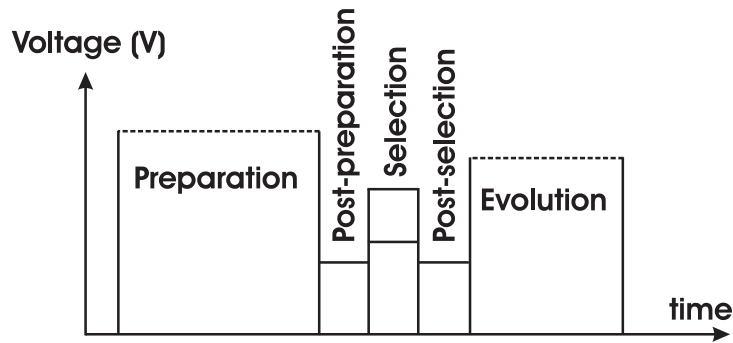 Voltage (V)
Preparation
Post-preparation
Selection
Post-selection
Evolution
time